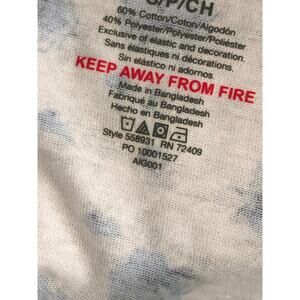 S/P/CH
60% Cotton/Coton/Algodón
40% Polyester/Polyester/Poliéster
Exclusive of elastic and decoration.
Sans élastiques ni décorations.
Sin elástico ni adornos.
KEEP AWAY FROM FIRE
Made in Bangladesh
Fabriqué au Bangladesh
Hecho en Bangladesh
Style 558931 RN 72409
PO 10001527
AIG001